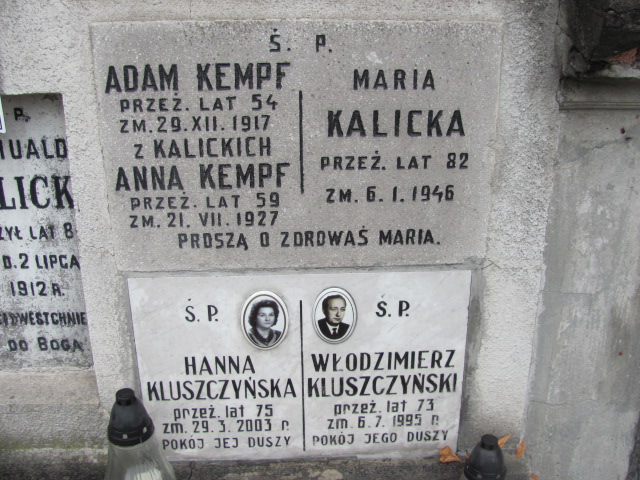 Ś. P.
ADAM KEMPF
PRZEŻ. LAT 54
ZM. 29. XII. 1917
Z KALICKICH
ANNA KEMPF
PRZEŻ. LAT 59
ZM. 21. VII. 1927
MARIA
KALICKA
PRZEŻ. LAT 82
ZM. 6. I. 1946
PROSZĄ O ZDROWAŚ MARIA.
P.
LAT 8
2 LIPCA
1912 R.
DO BOGA
Ś. P.
HANNA
KLUSZCZYŃSKA
przeż. lat 75
zm. 29. 3. 2003 r
POKÓJ JEJ DUSZY
Ś. P.
WŁODZIMIERZ
KLUSZCZYŃSKI
przeż. lat 73
zm. 6. 7. 1995 r
POKÓJ JEGO DUSZY